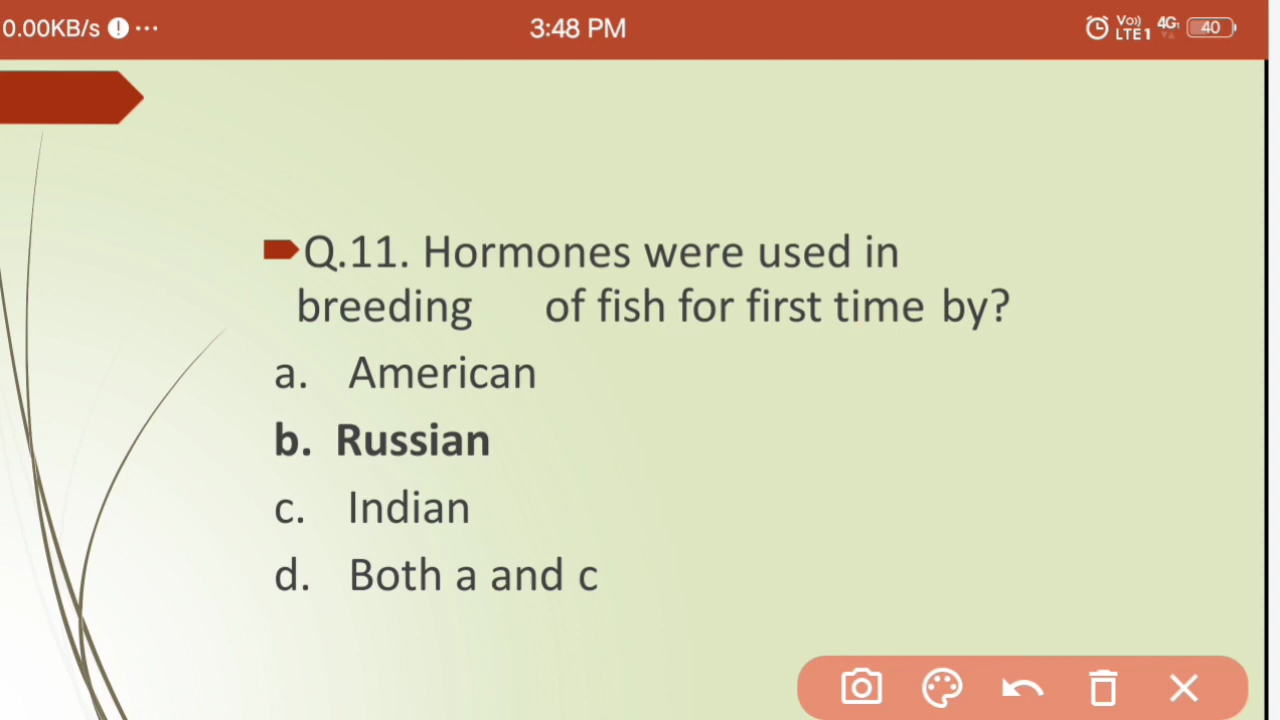 0.00KB/s ! ... 3:48 PM Vo)) LTE1 4G 40
Q.11. Hormones were used in
breeding of fish for first time by?
a. American
b. Russian
c. Indian
d. Both a and c